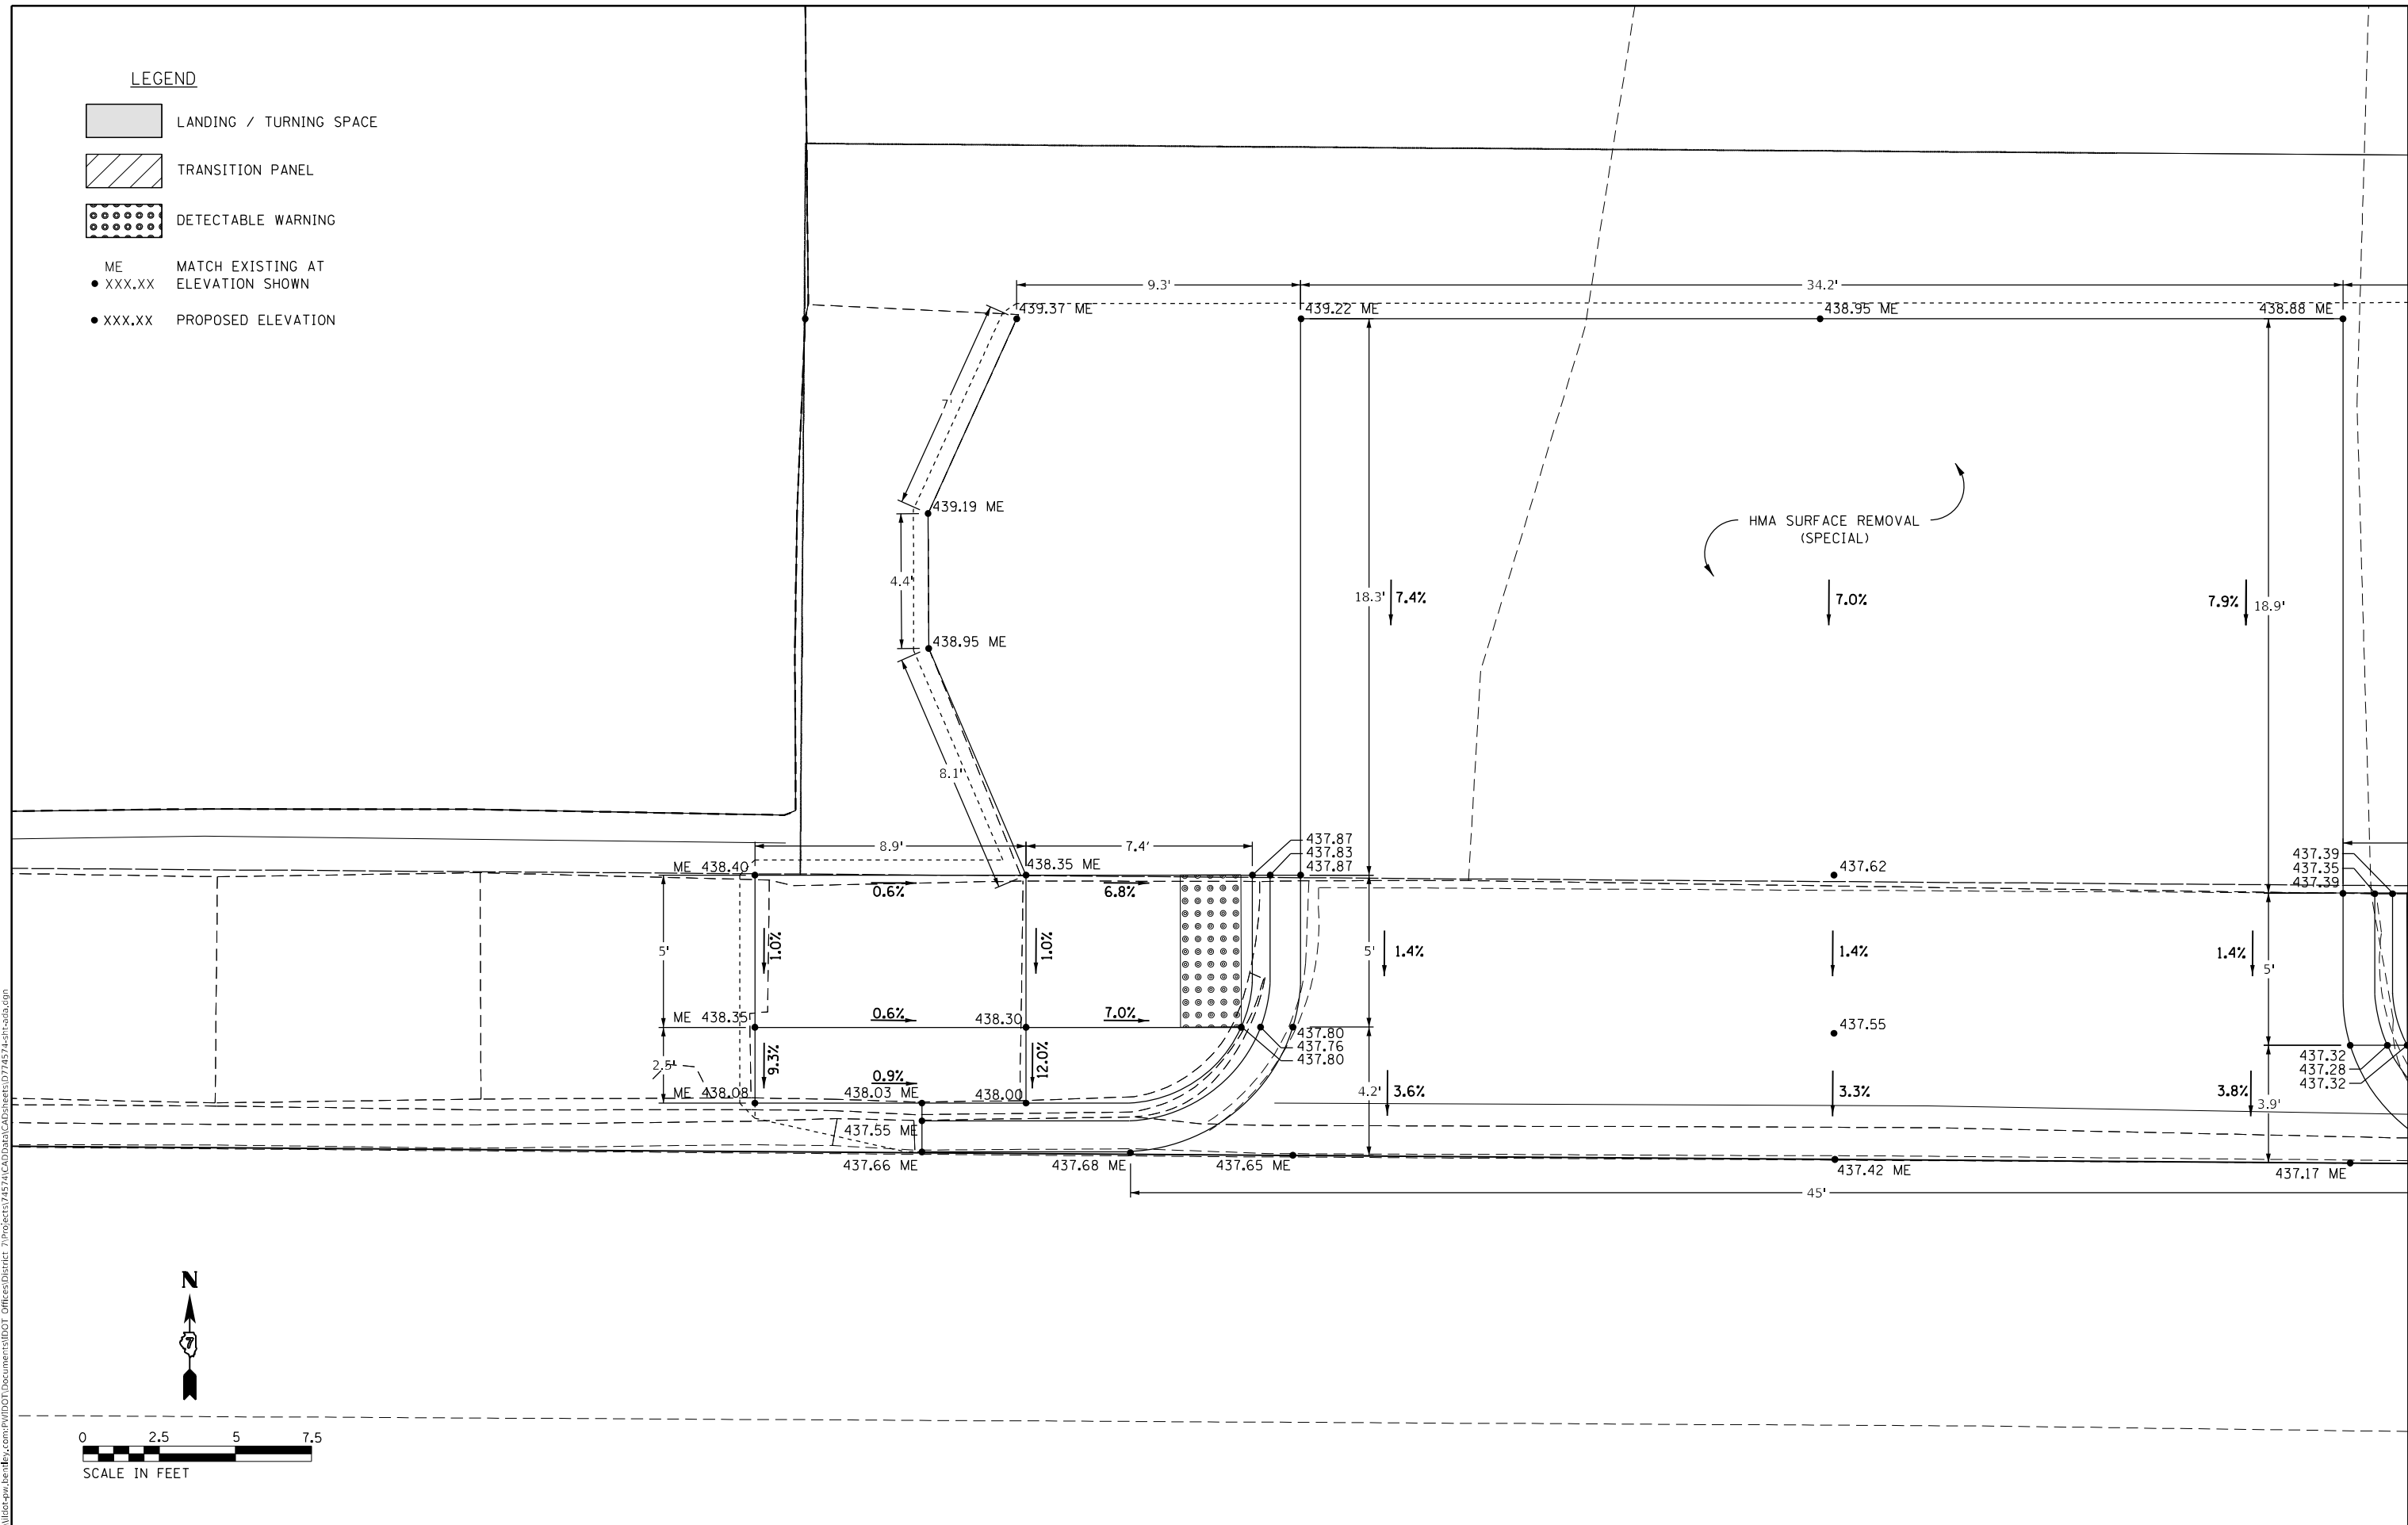 LEGEND
LANDING / TURNING SPACE
TRANSITION PANEL
DETECTABLE WARNING
ME MATCH EXISTING AT
XXX.XX ELEVATION SHOWN
XXX.XX PROPOSED ELEVATION
9.3'
34.2'
439.37 ME
439.22 ME
438.95 ME
438.88 ME
7'
439.19 ME
HMA SURFACE REMOVAL
(SPECIAL)
4.4'
18.3'
7.4%
7.0%
7.9%
18.9'
438.95 ME
8.1'
8.9'
7.4'
437.87
437.83
437.87
ME 438.40
438.35 ME
437.62
437.39
437.35
437.39
0.6%
6.8%
5'
1.0%
1.0%
5'
1.4%
1.4%
1.4%
5'
ME 438.35
0.6%
438.30
7.0%
437.80
437.76
437.80
437.55
437.32
437.28
437.32
2.5'
9.3%
0.9%
12.0%
4.2'
3.6%
3.3%
3.8%
3.9'
ME 438.08
438.03 ME
438.00
437.55 ME
437.66 ME
437.68 ME
437.65 ME
437.42 ME
437.17 ME
45'
N
7
0 2.5 5 7.5
SCALE IN FEET